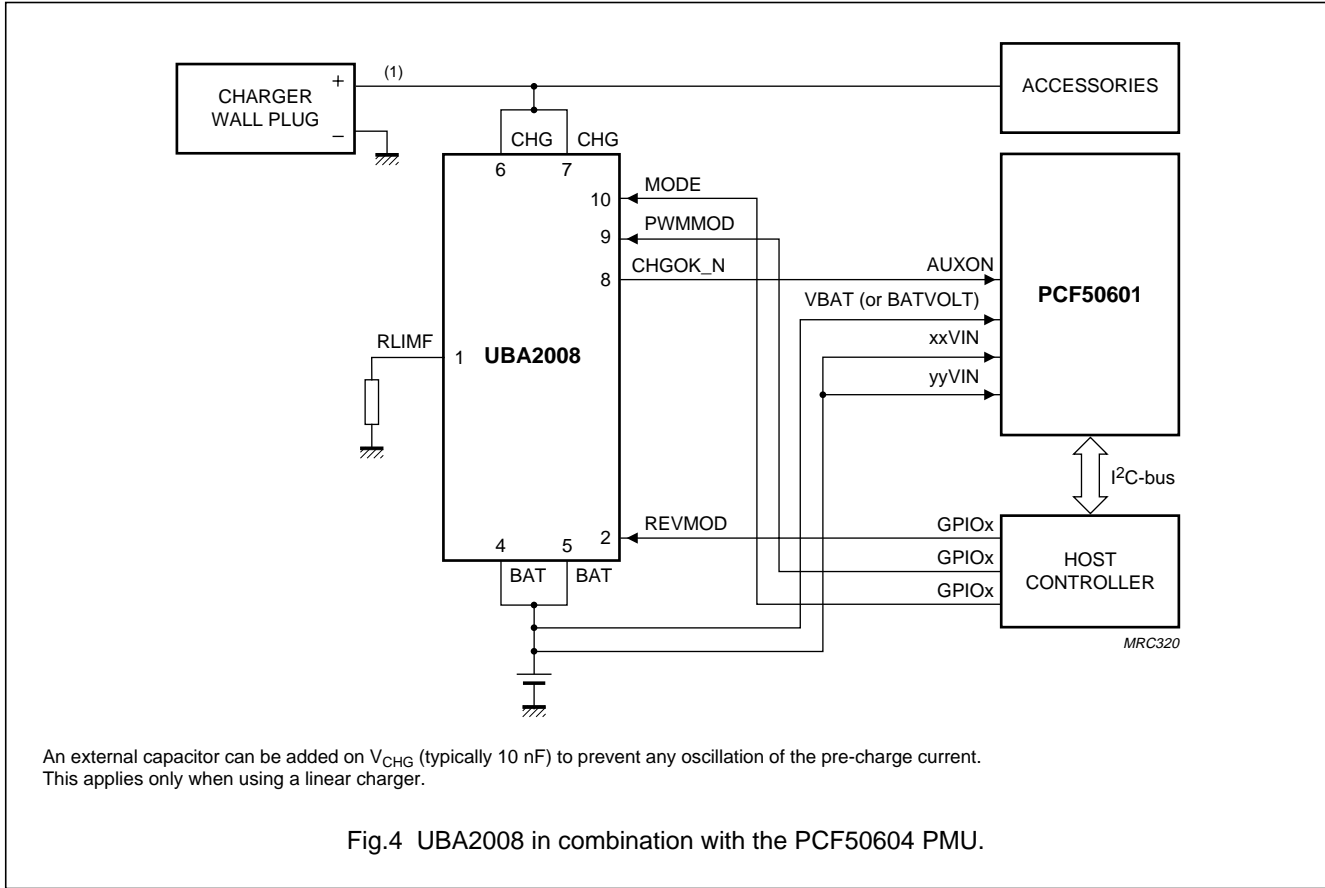 CHARGER
WALL PLUG
+
−
(1)
ACCESSORIES
CHG
CHG
6
7
MODE
10
PWMMOD
9
CHGOK_N
8
AUXON
VBAT (or BATVOLT)
PCF50601
xxVIN
yyVIN
RLIMF
1
UBA2008
I2C-bus
REVMOD
2
GPIOx
GPIOx
GPIOx
HOST
CONTROLLER
4
5
BAT
BAT
MRC320
An external capacitor can be added on VCHG (typically 10 nF) to prevent any oscillation of the pre-charge current.
This applies only when using a linear charger.
Fig.4 UBA2008 in combination with the PCF50604 PMU.